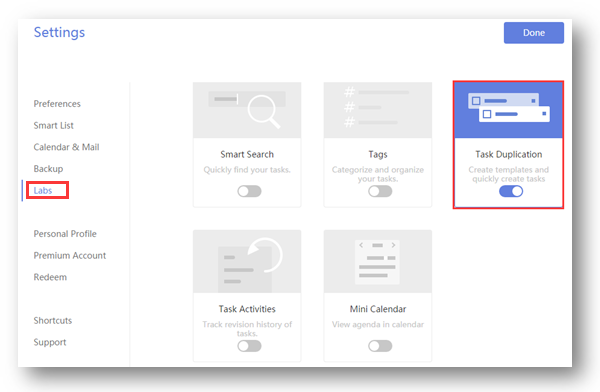 Settings
Done
Preferences
Smart List
Calendar & Mail
Backup
Labs
Personal Profile
Premium Account
Redeem
Shortcuts
Support
Smart Search
Quickly find your tasks.
Tags
Categorize and organize
your tasks.
Task Duplication
Create templates and
quickly create tasks
Task Activities
Track revision history of
tasks.
Mini Calendar
View agenda in calendar